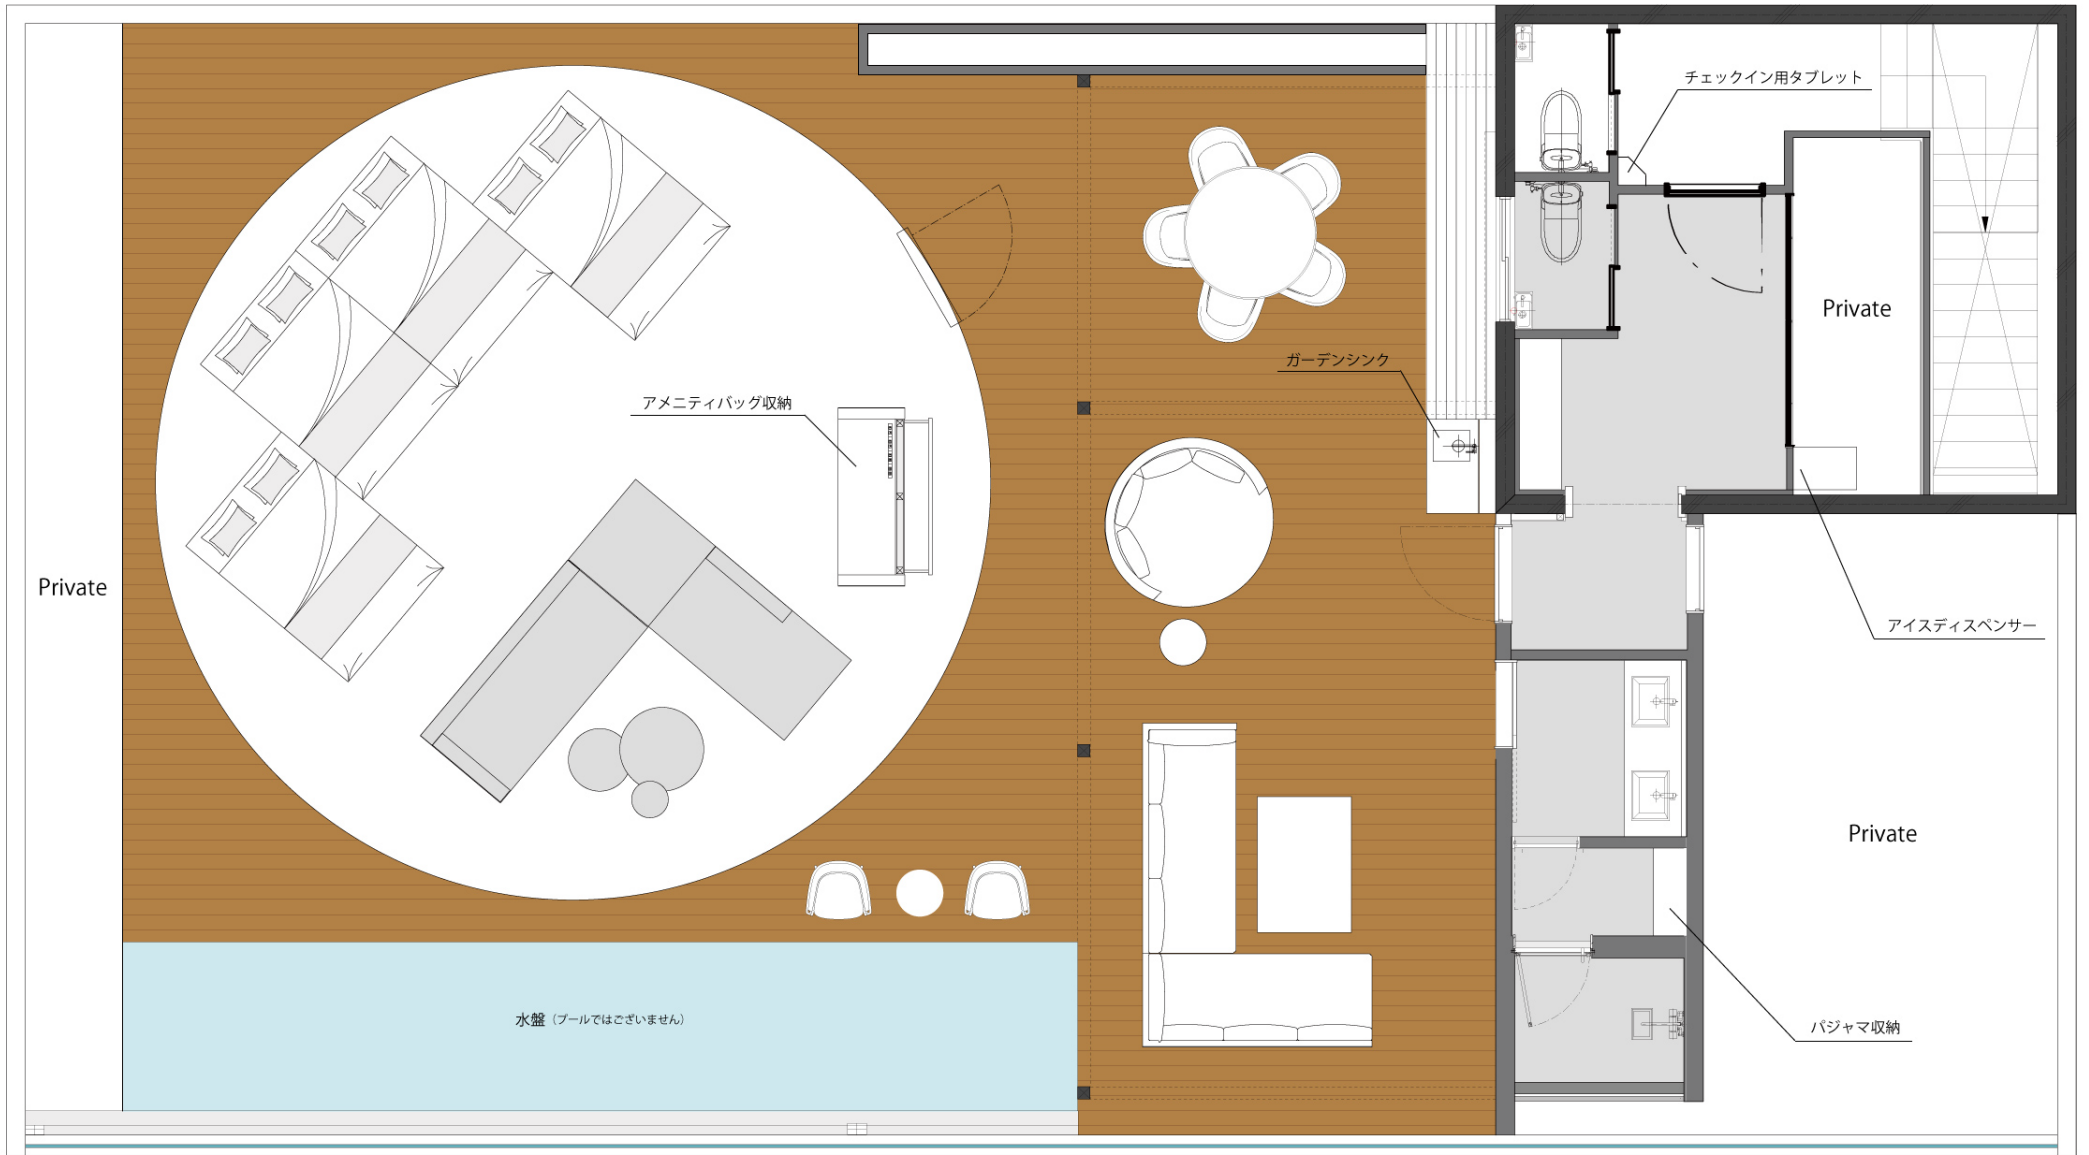 チェックイン用タブレット
Private
ガーデンシンク
アメニティバッグ収納
Private
アイスディスペンサー
Private
水盤（プールではございません）
パジャマ収納